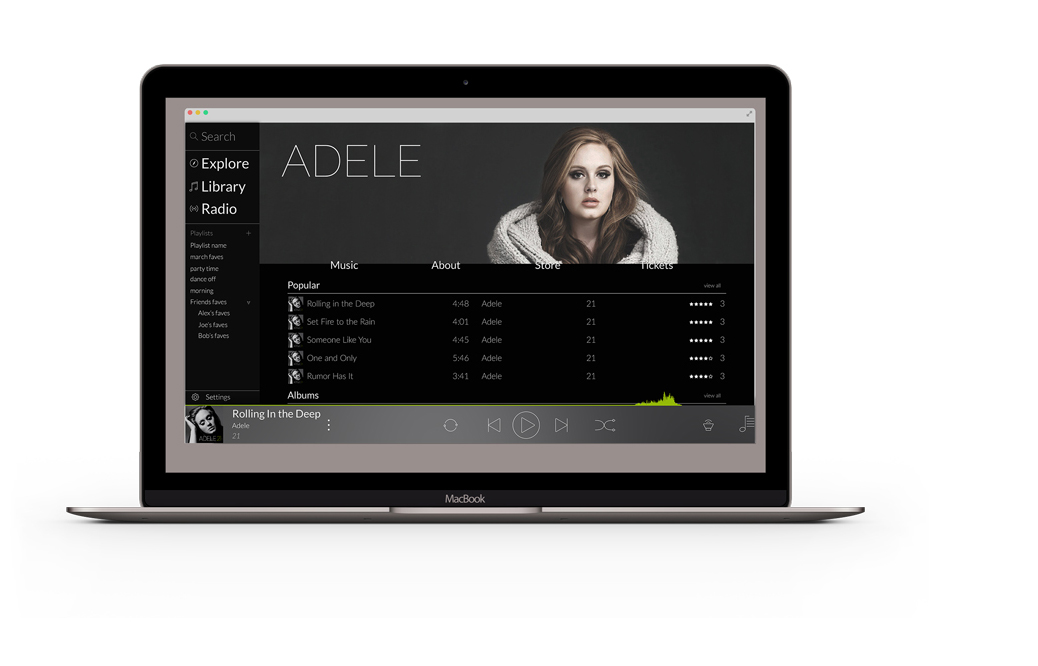 Search
Explore
Library
Radio
Playlists +
Playlist name
march faves
party time
dance off
morning.
Friends faves v
Alex's faves
Joe's faves
Bob's faves
Settings
ADELE
Music About Store Tickets
Popular view all
Rolling in the Deep 4:48 Adele 21 ★★★★★ 3
Set Fire to the Rain 4:01 Adele 21 ★★★★★ 3
Someone Like You 4:45 Adele 21 ★★★★★ 3
One and Only 5:46 Adele 21 ★★★★☆ 3
Rumor Has It 3:41 Adele 21 ★★★★☆ 3
Albums view all
ADELE 21
Rolling In the Deep
Adele
21
MacBook